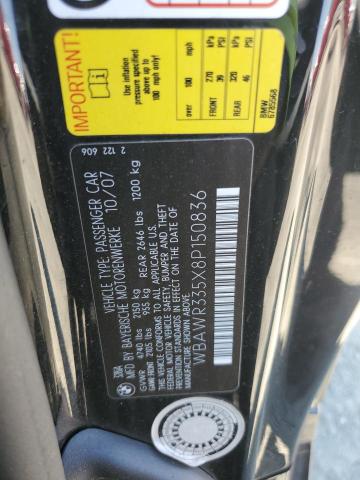 IMPORTANT!
Use inflation
pressure specified
above if
100 mph only
over 100 mph
kPa PSI
kPa PSI
FRONT 270 39
REAR 320 46
BMW
6785568
2 122 606
VEHICLE TYPE: PASSENGER CAR
MFD BY BAYERISCHE MOTORENWERKE 10/07
GVWR 4740 lbs 2150 kg
GAWR FRONT 2105 lbs 955 kg REAR 2646 lbs 1200 kg
THIS VEHICLE CONFORMS TO ALL APPLICABLE
FEDERAL MOTOR VEHICLE SAFETY, BUMPER, AND THEFT
PREVENTION STANDARDS IN EFFECT ON THE DATE OF MANUFACTURE SHOWN
ABOVE.
WBAWR335X8P150836